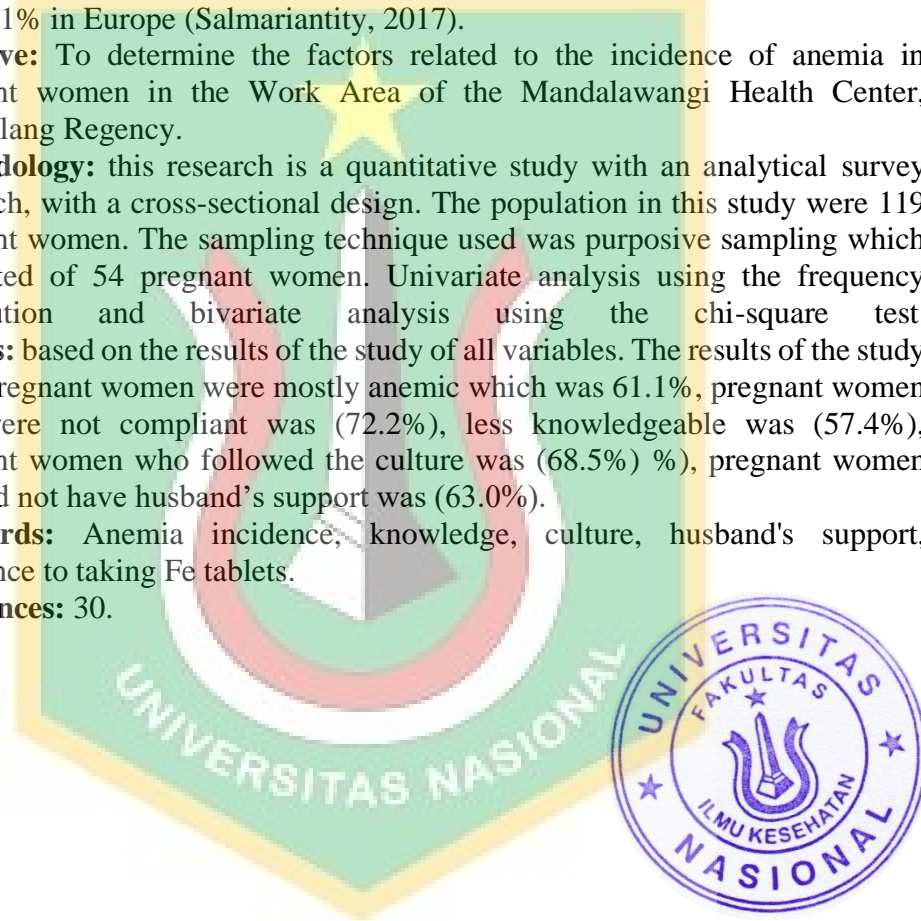 1% in Europe (Salmariantity, 2017).
ve: To determine the factors related to the incidence of anemia in
nt women in the Work Area of the Mandalawangi Health Center,
lang Regency.
dology: this research is a quantitative study with an analytical survey
ch, with a cross-sectional design. The population in this study were 119
nt women. The sampling technique used was purposive sampling which
ted of 54 pregnant women. Univariate analysis using the frequency
ution and bivariate analysis using the chi-square test
s: based on the results of the study of all variables. The results of the study
regnant women were mostly anemic which was 61.1%, pregnant women
vere not compliant was (72.2%), less knowledgeable was (57.4%),
nt women who followed the culture was (68.5%) %), pregnant women
d not have husband's support was (63.0%).
rds: Anemia incidence, knowledge, culture, husband's support,
nce to taking Fe tablets.
nces: 30.
UNIVERSITAS NASIONAL
UNIVERSITAS
FAKULTAS
ILMU KESEHATAN
NASIONAL